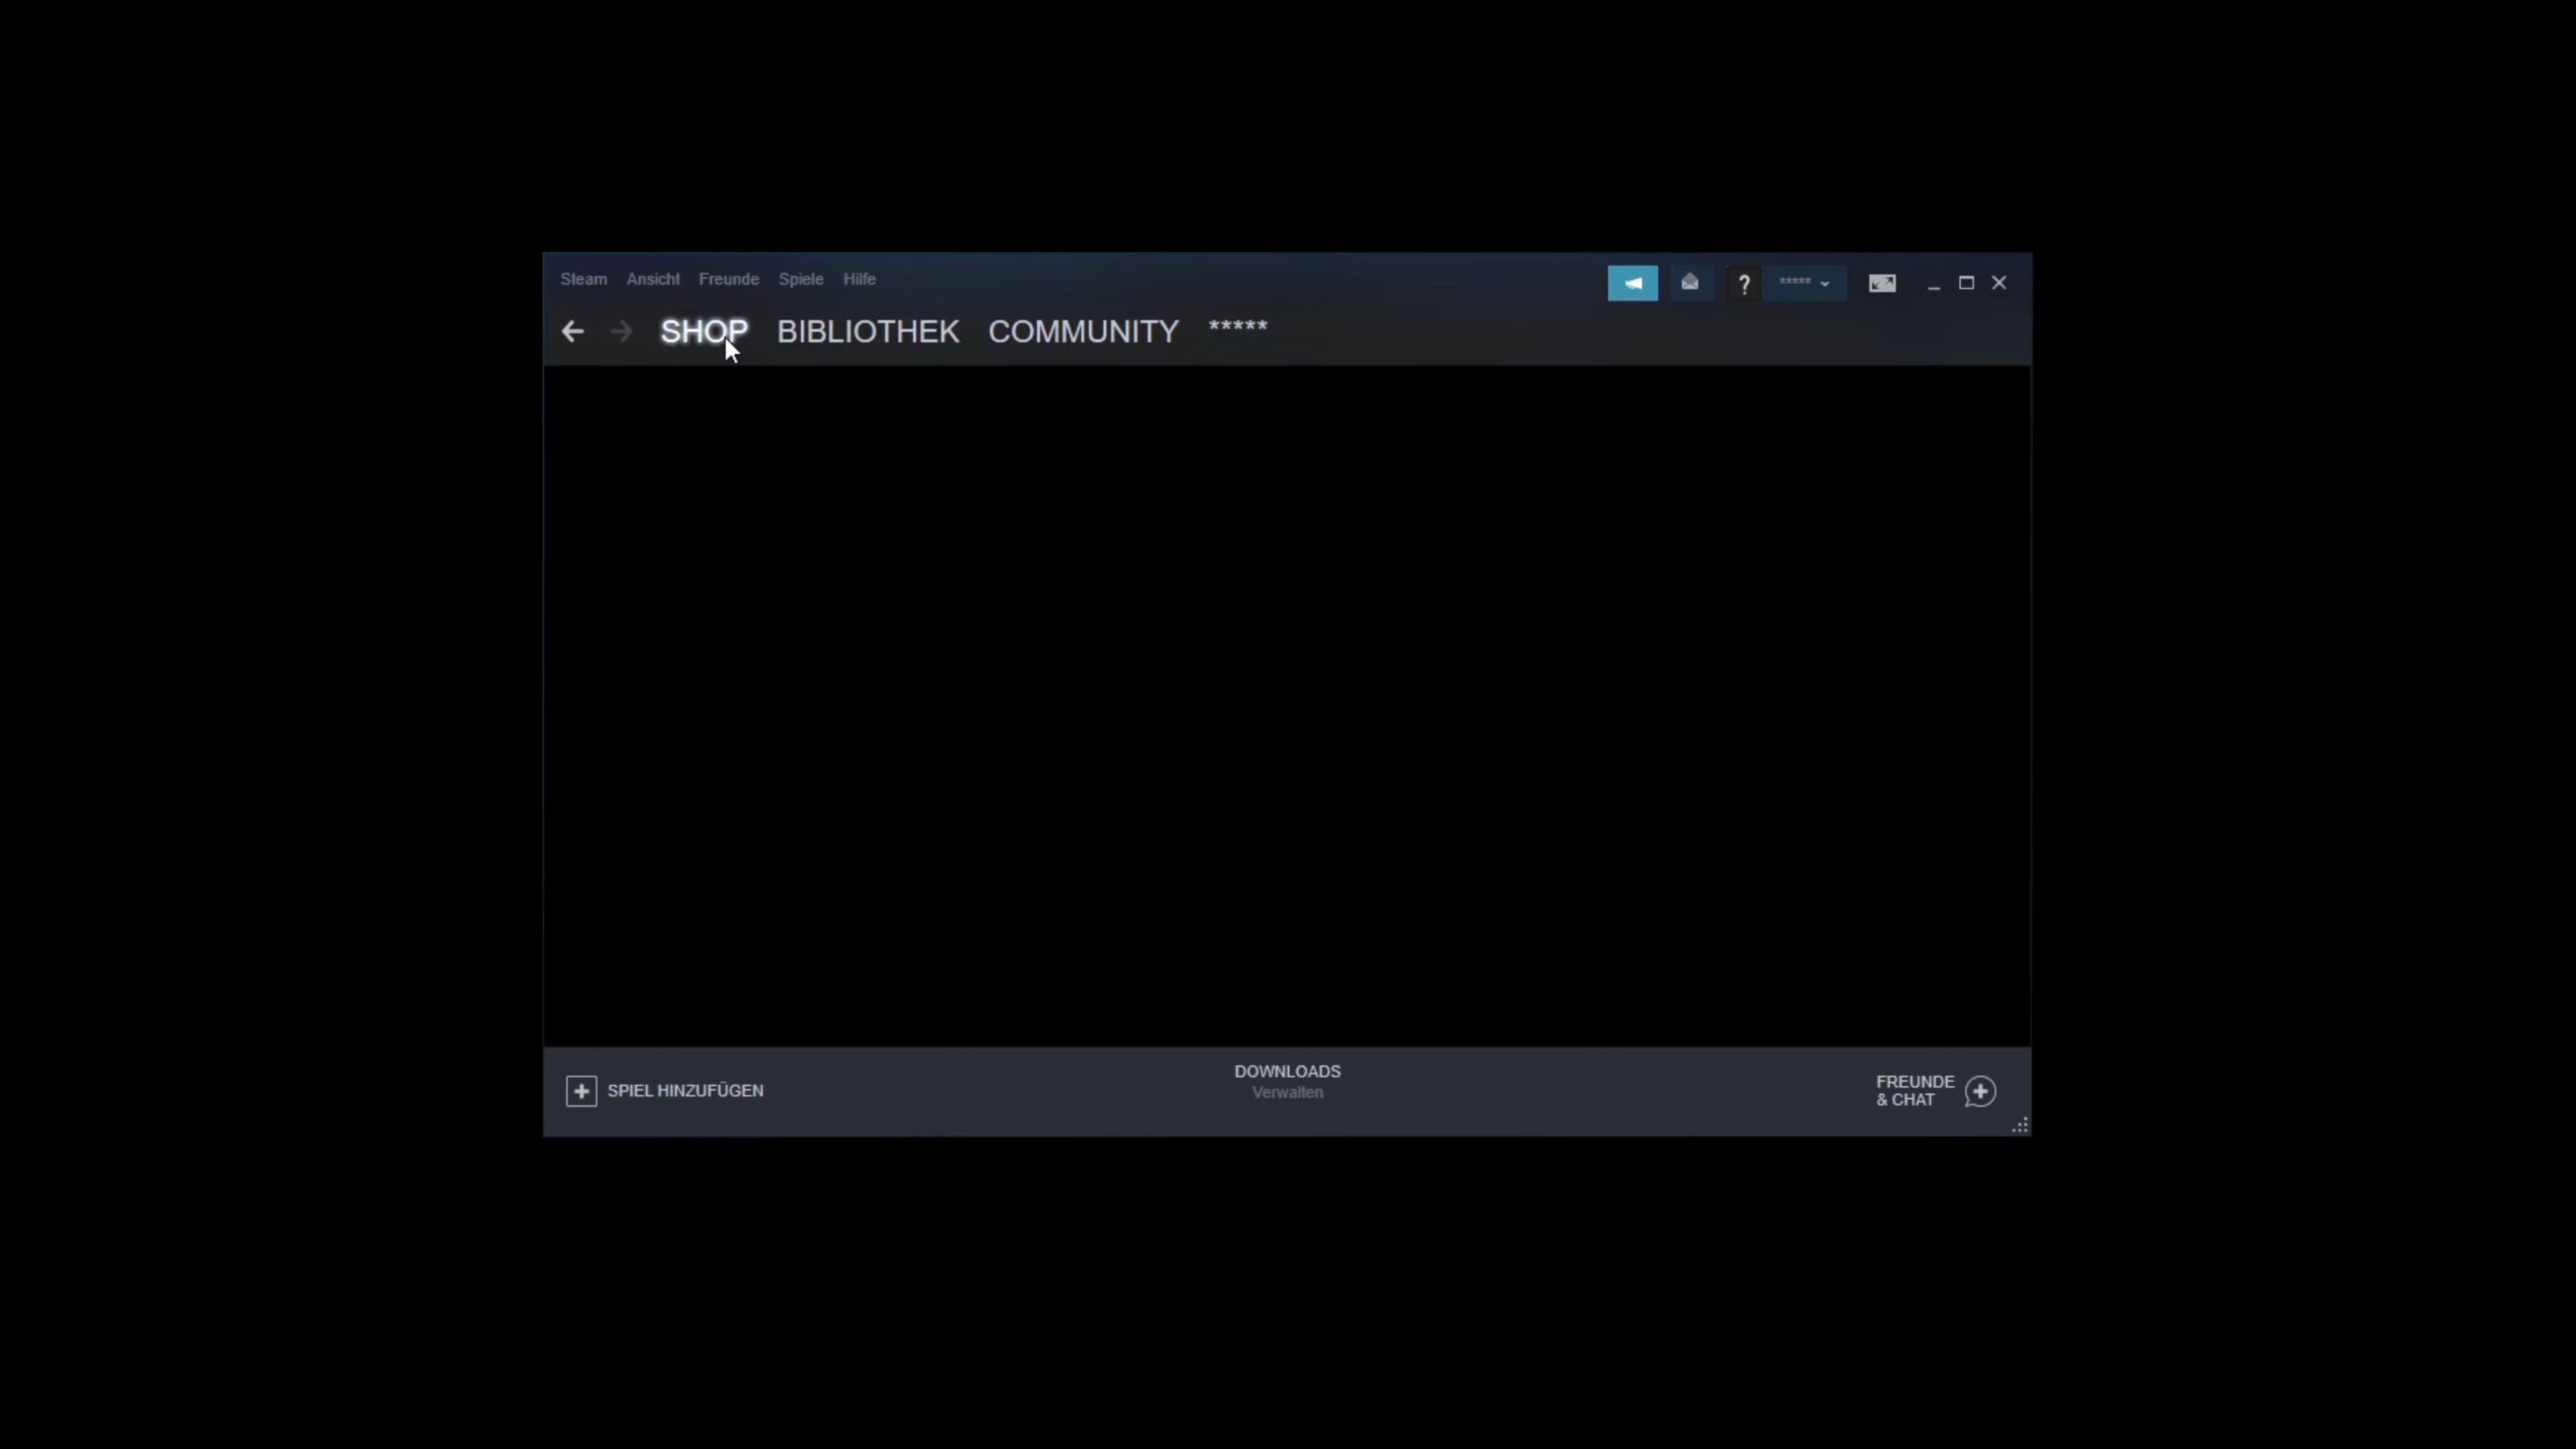 Steam Ansicht Freunde Spiele Hilfe
? *****
SHOP BIBLIOTHEK COMMUNITY *****
SPIEL HINZUFÜGEN
DOWNLOADS
Verwalten
FREUNDE
& CHAT